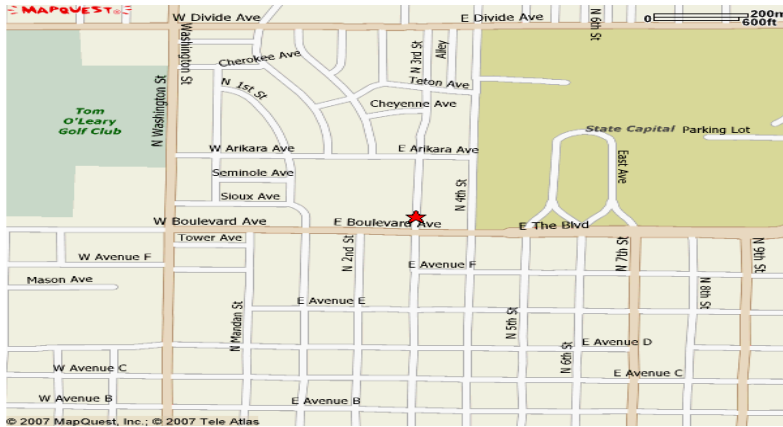 MAPQUEST
W Divide Ave
E Divide Ave
N 6th St
0 200m
600ft
Washington St
N 3rd St
Alley
Cherokee Ave
N 1st St
Teton Ave
Cheyenne Ave
N Washington St
Tom
O'Leary
Golf Club
State Capital
Parking Lot
W Arikara Ave
E Arikara Ave
East Ave
Seminole Ave
N 4th St
Sioux Ave
W Boulevard Ave
E Boulevard Ave
E The Blvd
Tower Ave
N 2nd St
N 7th St
N 9th St
W Avenue F
E Avenue F
Mason Ave
N 8th St
E Avenue E
N Mandan St
N 5th St
N 6th St
E Avenue D
W Avenue C
E Avenue C
W Avenue B
E Avenue B
© 2007 MapQuest, Inc.; © 2007 Tele Atlas